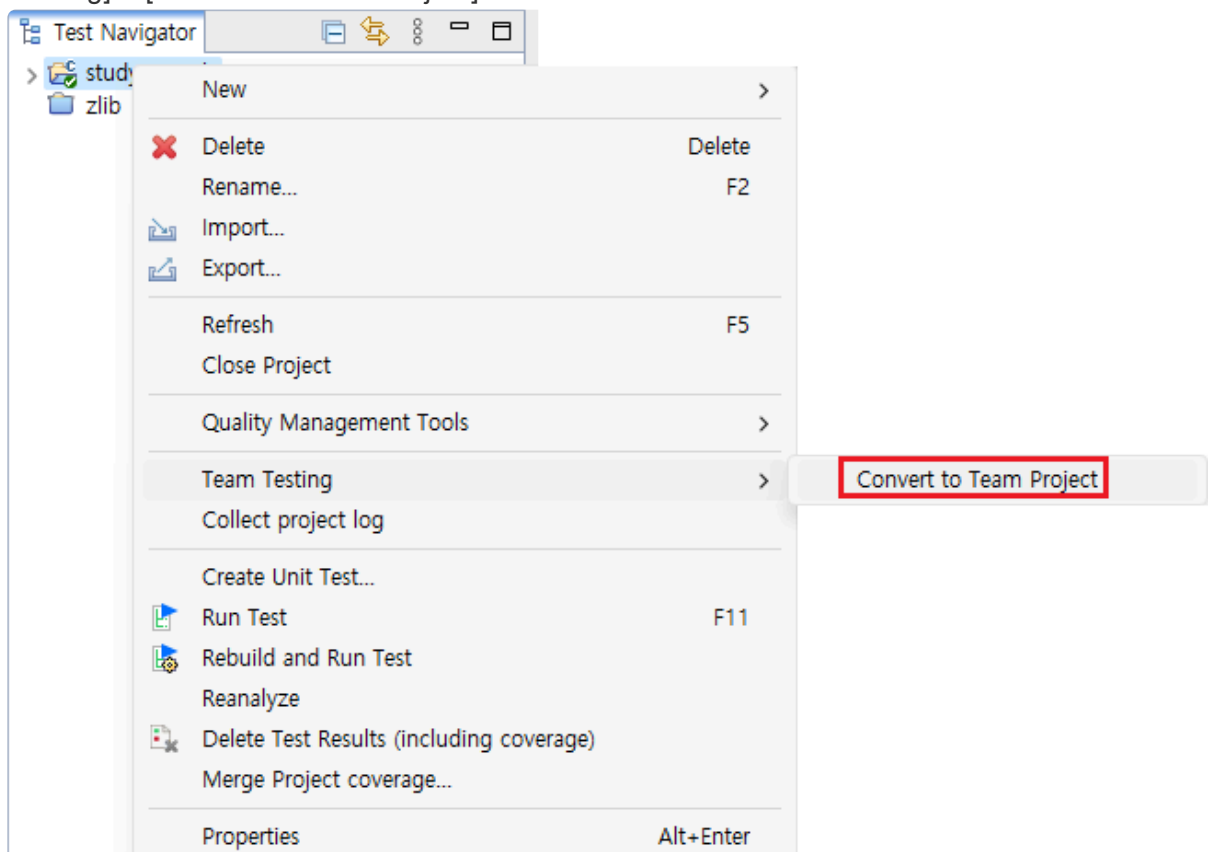 Test Navigator
study
zlib
New
Delete Delete
Rename... F2
Import...
Export...
Refresh F5
Close Project
Quality Management Tools
Team Testing
Convert to Team Project
Collect project log
Create Unit Test...
Run Test F11
Rebuild and Run Test
Reanalyze
Delete Test Results (including coverage)
Merge Project coverage...
Properties Alt+Enter